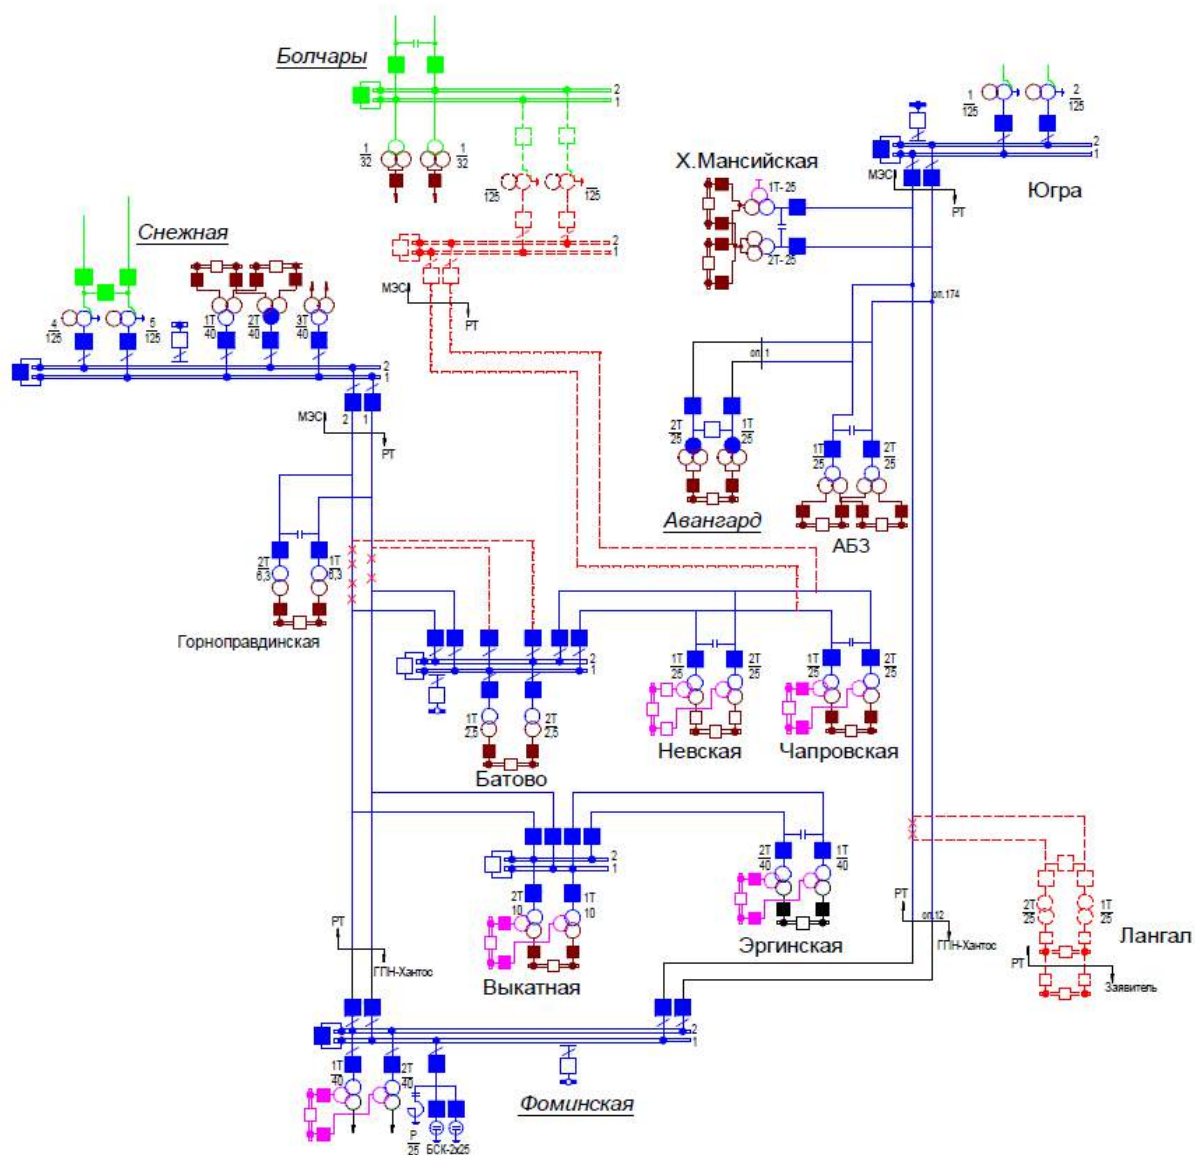 Болчары
2
1
1
32
1
32
125
125
2
1
МЭС
РТ
Снежная
4
125
5
125
1Т
40
2Т
40
3Т
40
2
1
МЭС
2
1
РТ
1
125
2
125
2
1
МЭС
РТ
Югра
Х.Мансийская
1Т-25
2Т-25
оп.174
оп.1
2Т
25
1Т
25
Авангард
1Т
25
2Т
25
АБЗ
2Т
6,3
1Т
6,3
Горноправдинская
2
1
1Т
2,5
2Т
2,5
Батово
1Т
25
2Т
25
Невская
1Т
25
2Т
25
Чапровская
2
1
2Т
10
1Т
10
Выкатная
2Т
40
1Т
40
Эргинская
РТ
ГПН-Хантос
РТ
оп.12
ГПН-Хантос
2Т
25
1Т
25
Лангал
РТ
Заявитель
2
1
1Т
40
2Т
40
Р
25
БСК-2х25
Фоминская